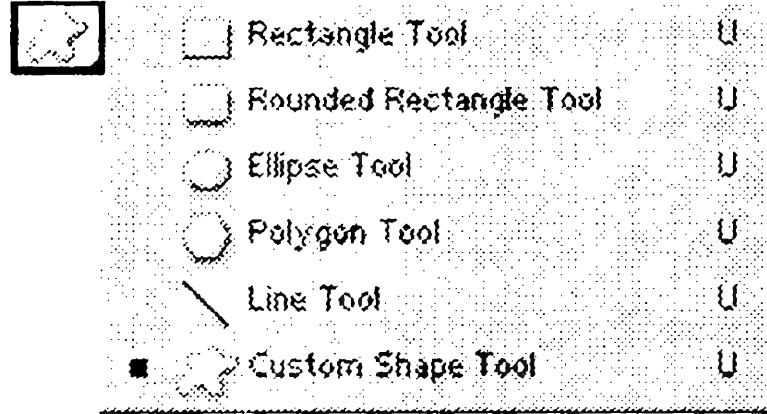 Rectangle Tool U
Rounded Rectangle Tool U
Ellipse Tool U
Polygon Tool U
Line Tool U
Custom Shape Tool U